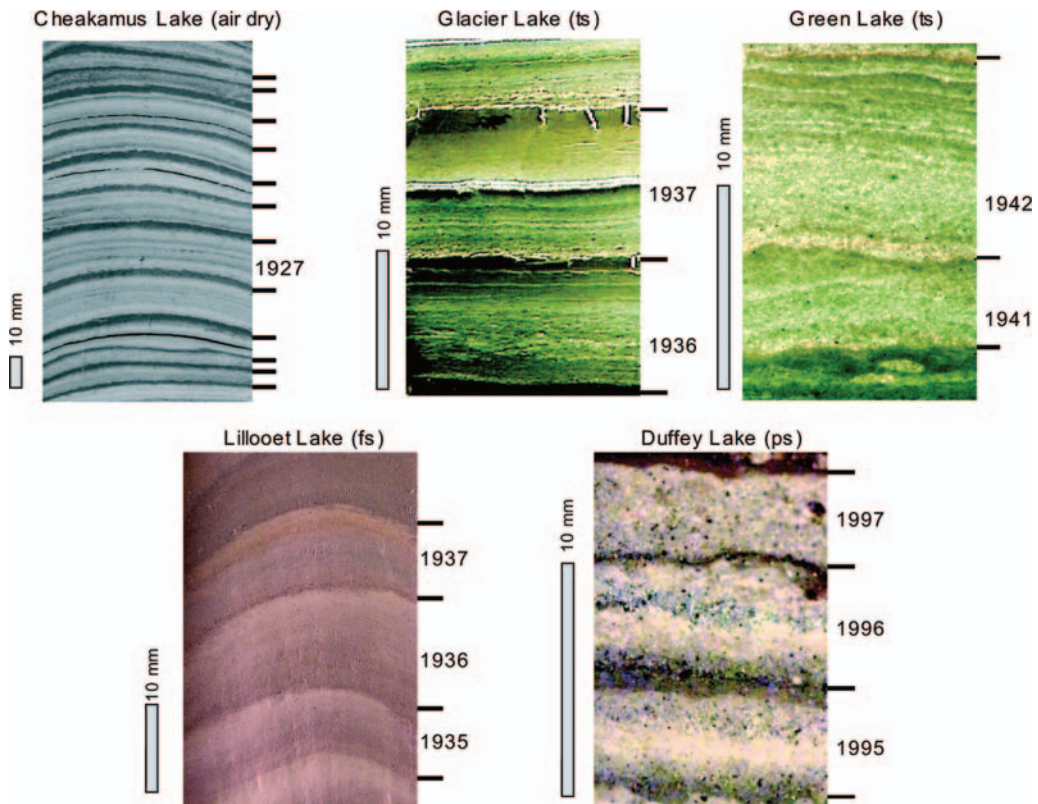 Cheakamus Lake (air dry)
10 mm
1927
Glacier Lake (ts)
10 mm
1937
1936
Green Lake (ts)
10 mm
1942
1941
Lillooet Lake (fs)
10 mm
1937
1936
1935
Duffey Lake (ps)
10 mm
1997
1996
1995